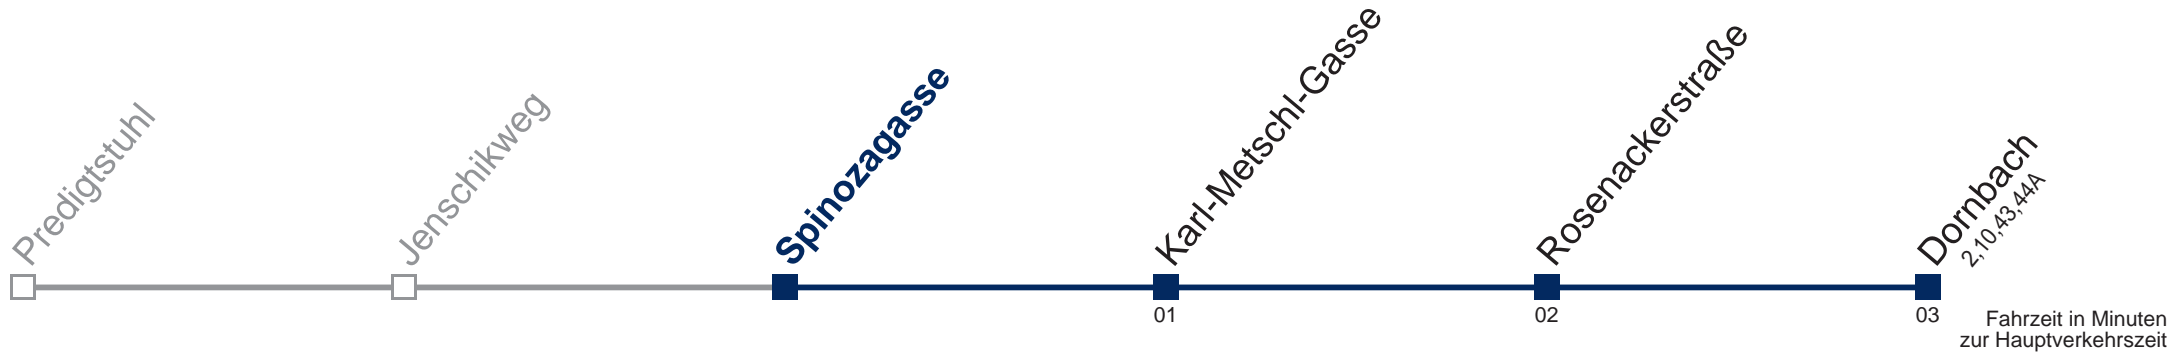 Predigtstuhl
Jenschikweg
Spinozagasse
Karl-Metschl-Gasse
Rosenackerstraße
Dornbach
2,10,43,44A
01
02
03
Fahrzeit in Minuten
zur Hauptverkehrszeit